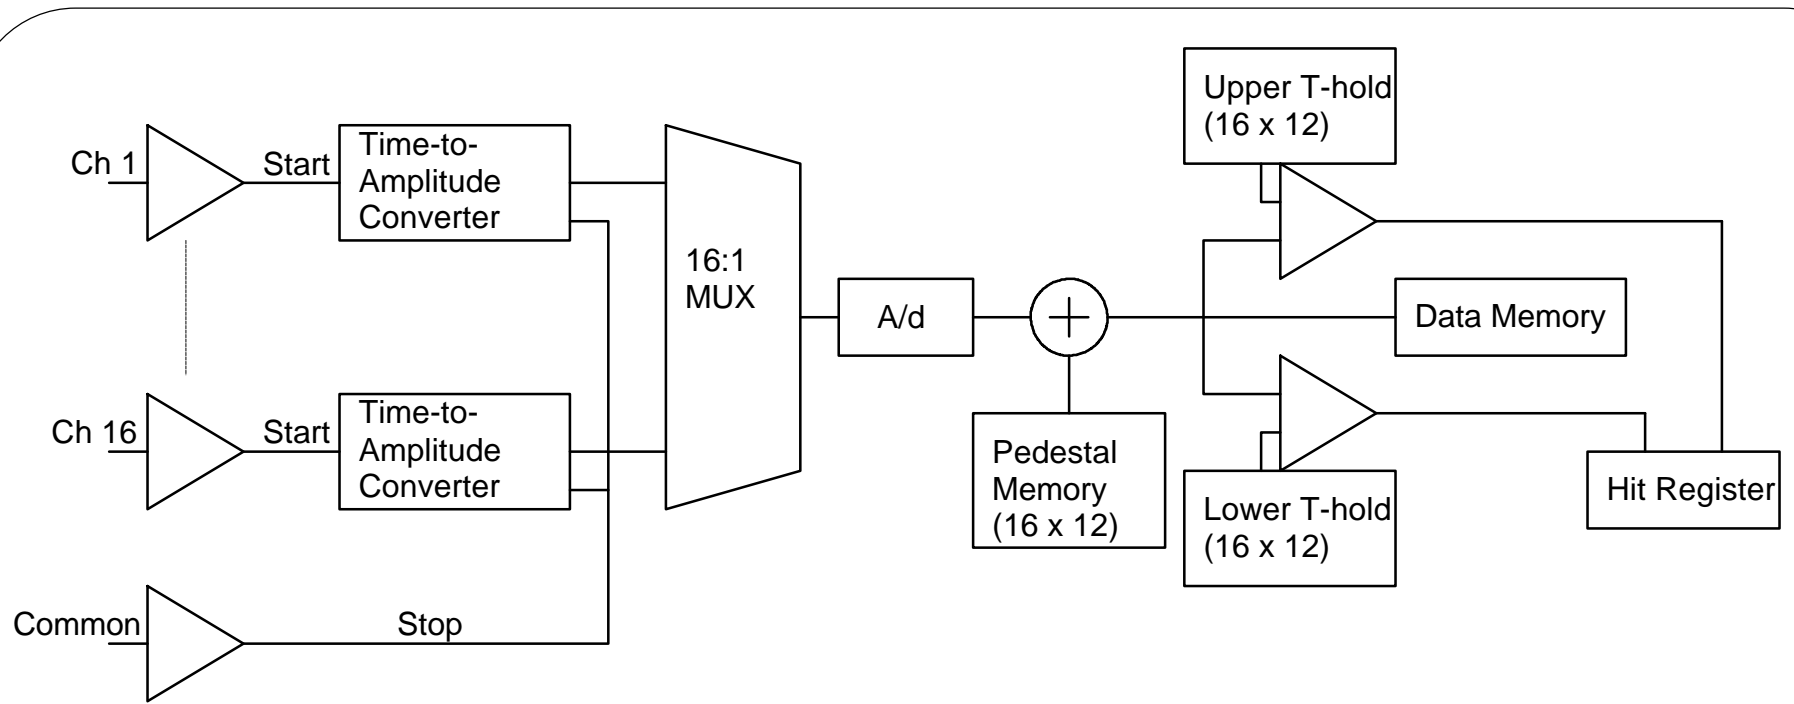 Ch 1
Start
Time-to-
Amplitude
Converter
Ch 16
Start
Time-to-
Amplitude
Converter
Common
Stop
16:1
MUX
A/d
Pedestal
Memory
(16 x 12)
Upper T-hold
(16 x 12)
Data Memory
Lower T-hold
(16 x 12)
Hit Register